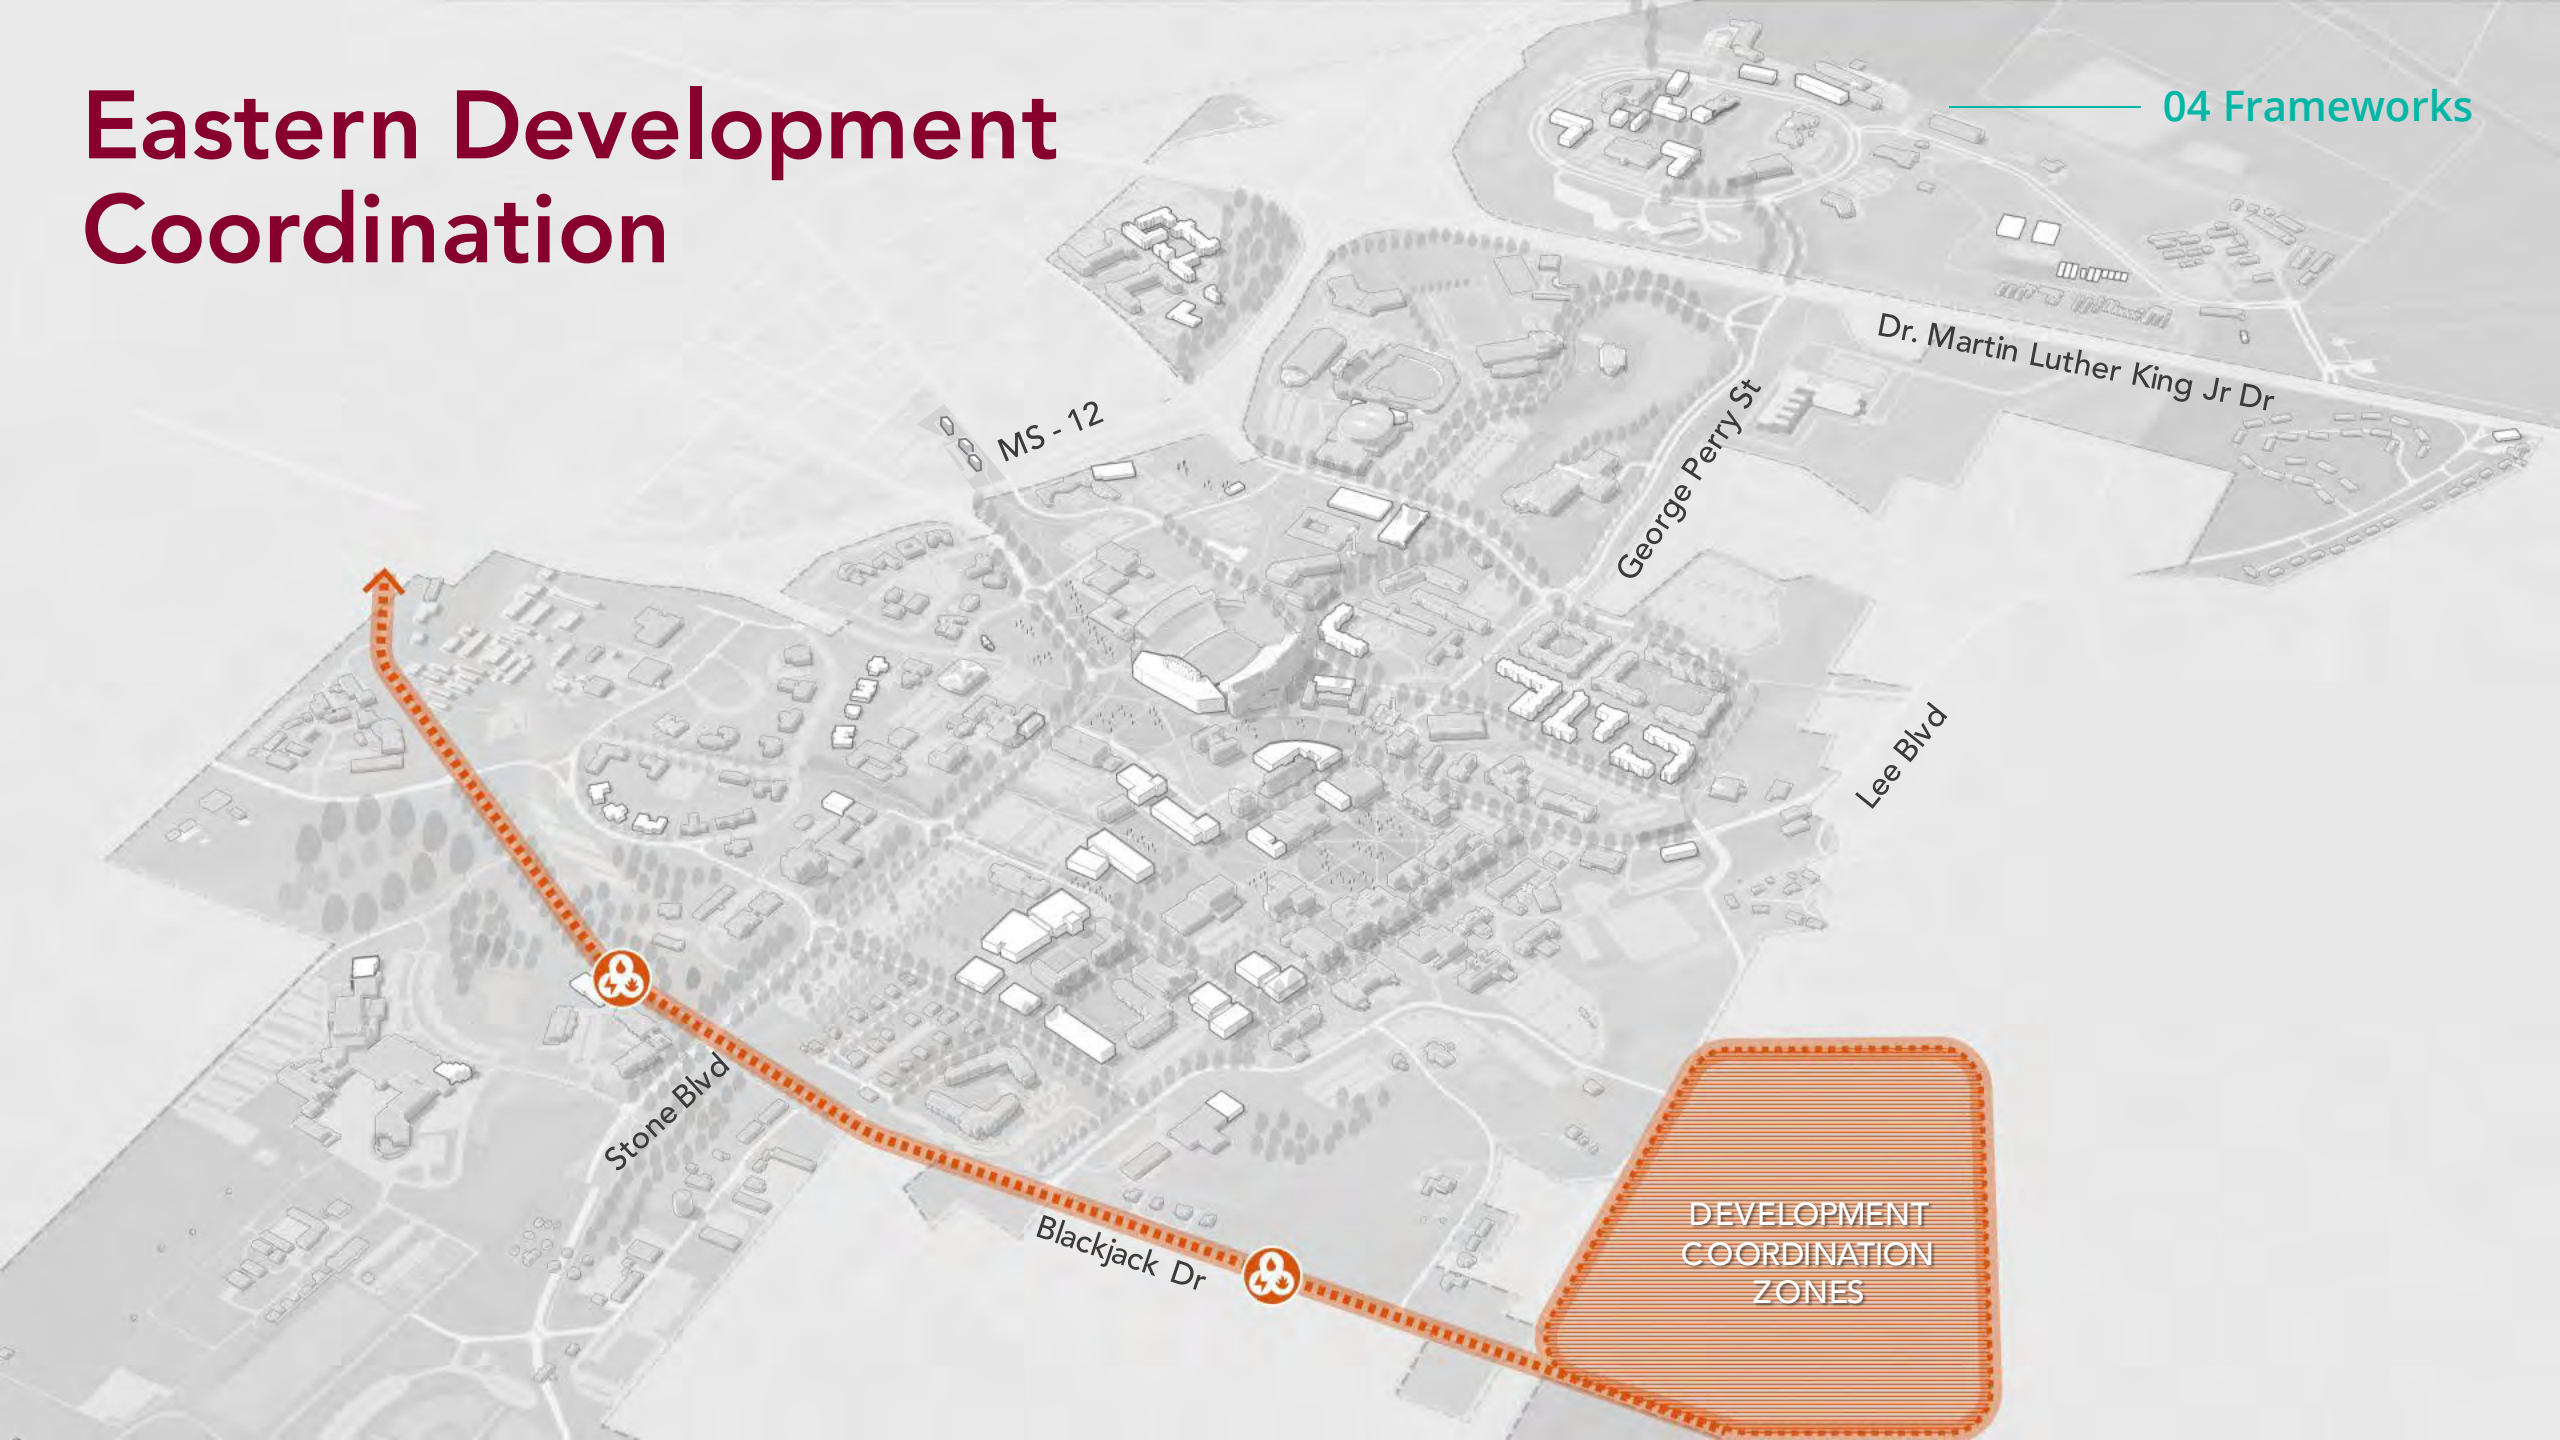 Eastern Development
Coordination
04 Frameworks
Dr. Martin Luther King Jr Dr
MS - 12
George Perry St
Lee Blvd
Stone Blvd
Blackjack Dr
DEVELOPMENT
COORDINATION
ZONES